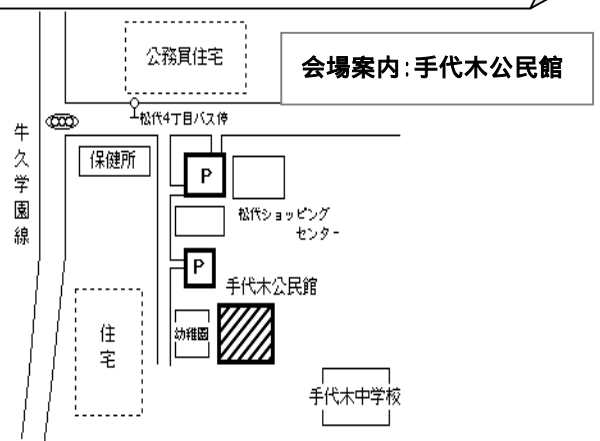 公務員住宅
会場案内:手代木公民館
松代4丁目バス停
牛久学園線
保健所
P
松代ショッピング
センター
P
手代木公民館
住宅
幼稚園
手代木中学校